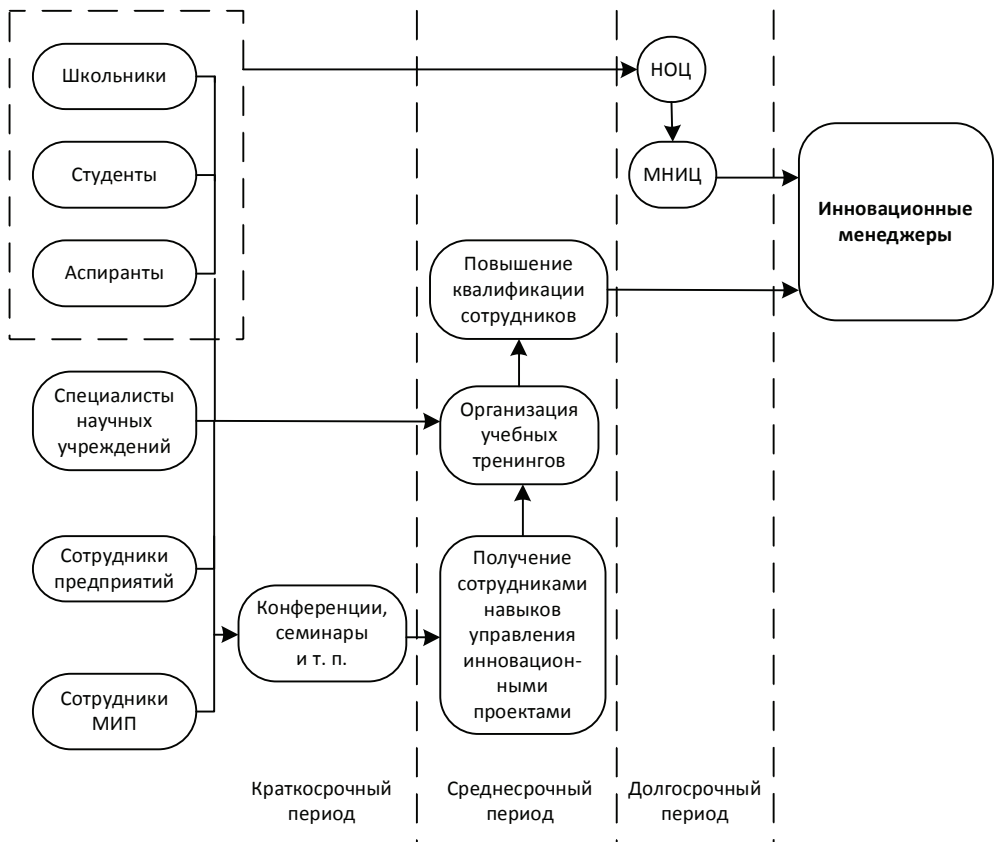 Школьники
Студенты
Аспиранты
Специалисты
научных
учреждений
Сотрудники
предприятий
Сотрудники
МИП
Конференции,
семинары
и т. п.
Повышение
квалификации
сотрудников
Организация
учебных
тренингов
Получение
сотрудниками
навыков
управления
инновацион-
ными
проектами
НОЦ
МНИЦ
Инновационные
менеджеры
Краткосрочный
период
Среднесрочный
период
Долгосрочный
период